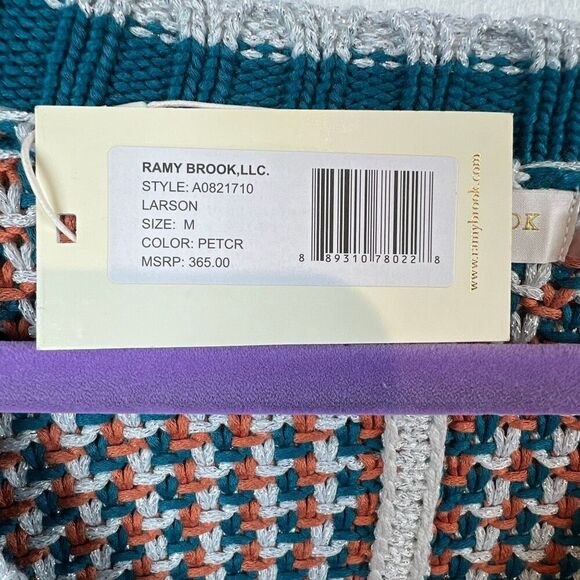 RAMY BROOK,LLC.
STYLE: A0821710
LARSON
SIZE: M
COLOR: PETCR
MSRP: 365.00
8 89310 78022 8
www.ramybrook.com
OK